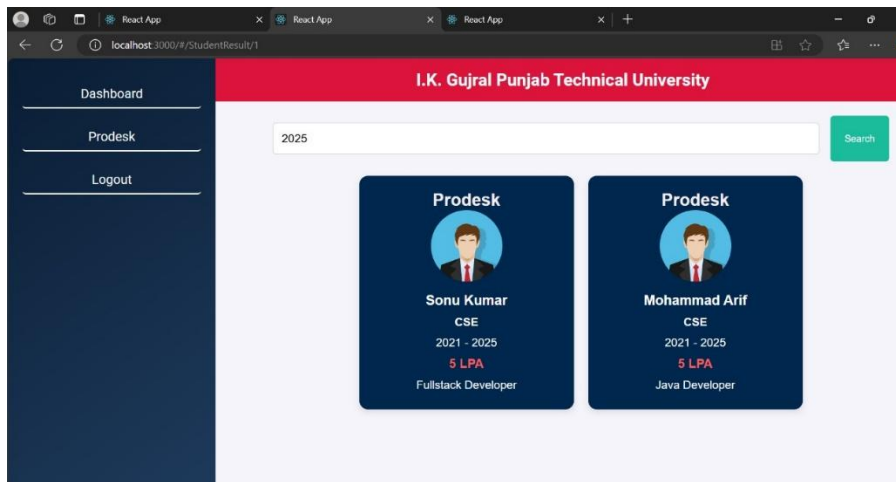 React App
React App
React App
localhost:3000/#/StudentResult/1
I.K. Gujral Punjab Technical University
Dashboard
Prodesk
Logout
2025
Search
Prodesk
Sonu Kumar
CSE
2021 - 2025
5 LPA
Fullstack Developer
Prodesk
Mohammad Arif
CSE
2021 - 2025
5 LPA
Java Developer